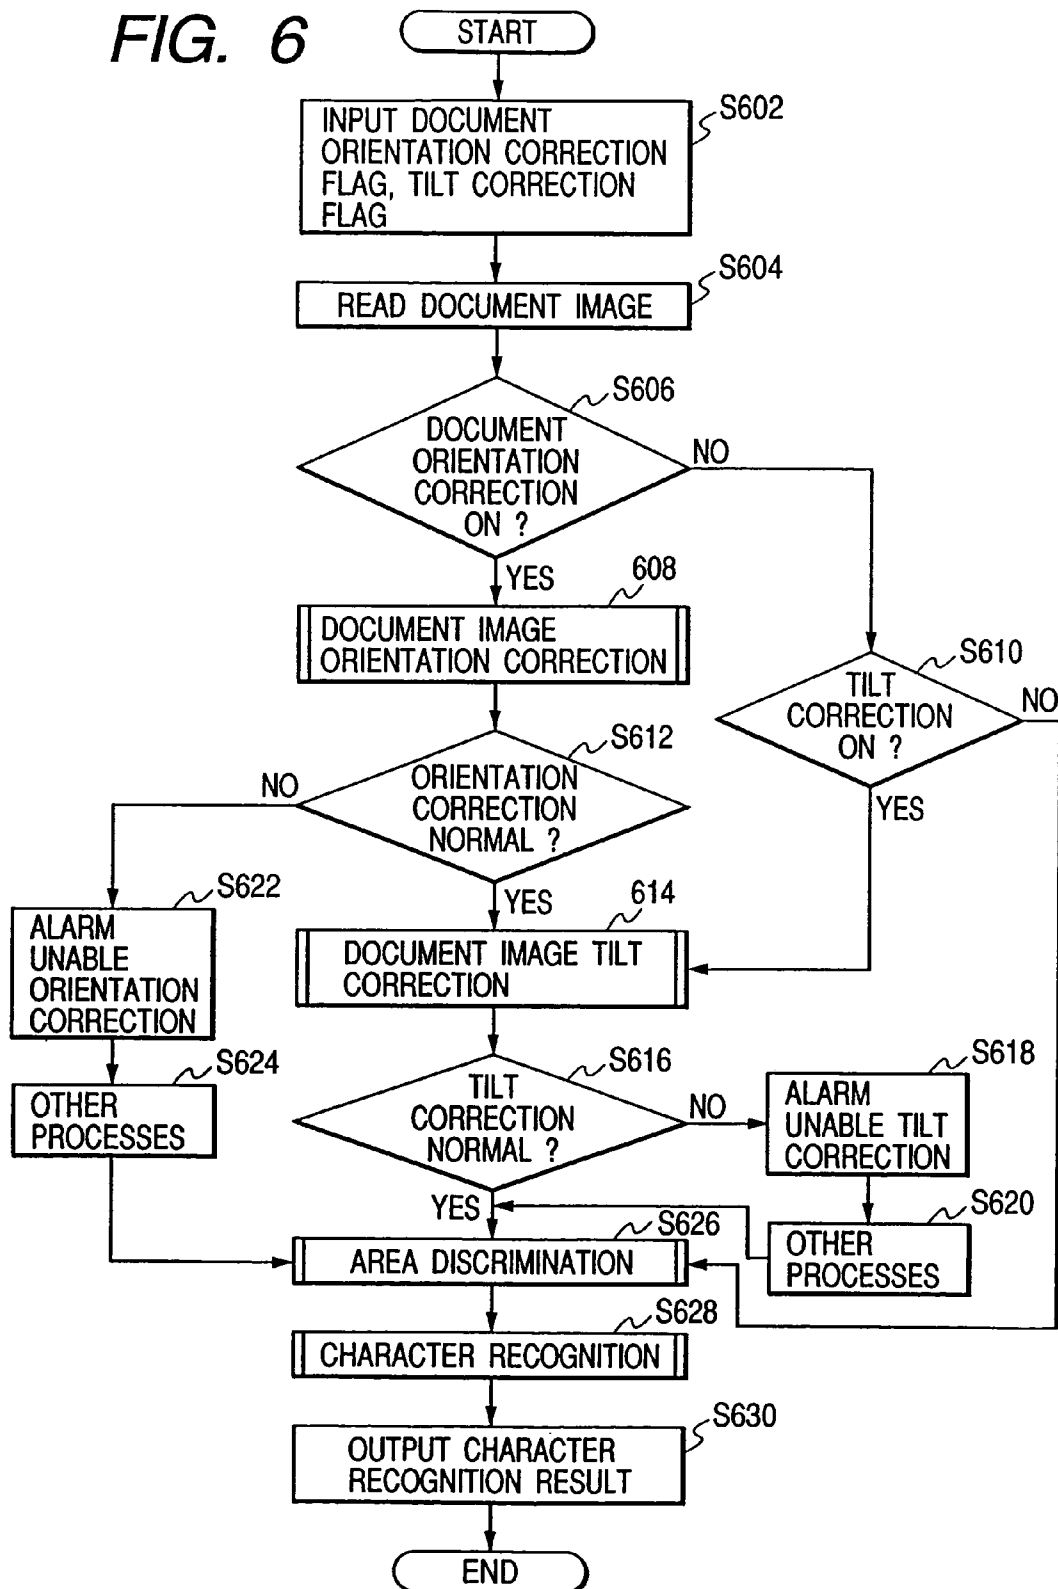 FIG. 6
START
S602
INPUT DOCUMENT
ORIENTATION CORRECTION
FLAG, TILT CORRECTION
FLAG
S604
READ DOCUMENT IMAGE
S606
DOCUMENT
ORIENTATION
CORRECTION
ON ?
NO
YES
608
DOCUMENT IMAGE
ORIENTATION CORRECTION
S610
TILT
CORRECTION
ON ?
NO
YES
S612
ORIENTATION
CORRECTION
NORMAL ?
NO
YES
S622
ALARM
UNABLE
ORIENTATION
CORRECTION
614
DOCUMENT IMAGE TILT
CORRECTION
S624
OTHER
PROCESSES
S616
TILT
CORRECTION
NORMAL ?
NO
YES
S618
ALARM
UNABLE TILT
CORRECTION
S620
OTHER
PROCESSES
S626
AREA DISCRIMINATION
S628
CHARACTER RECOGNITION
S630
OUTPUT CHARACTER
RECOGNITION RESULT
END